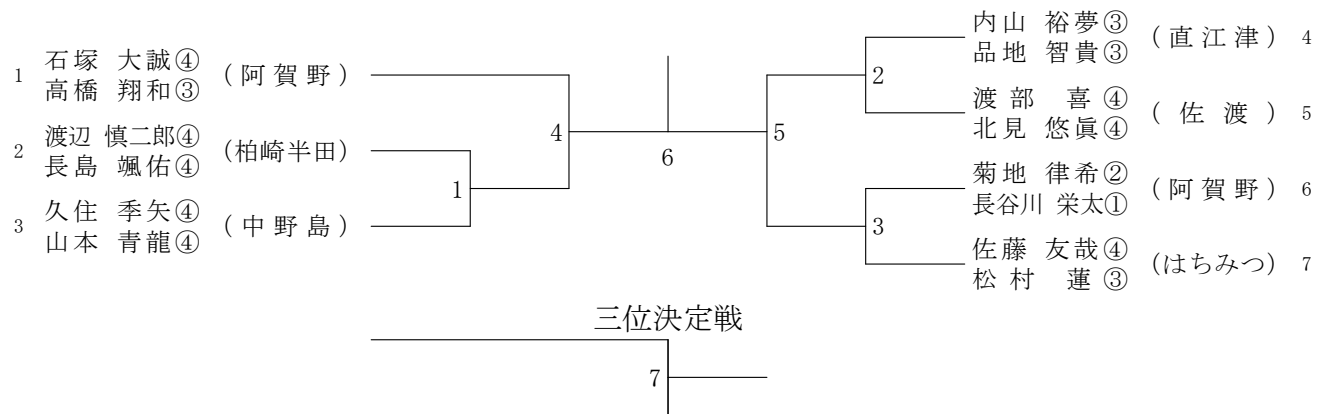 1 石塚 大誠④ (阿賀野)
高橋 翔和③
2 渡辺 慎二郎④ (柏崎半田)
長島 颯佑④
3 久住 季矢④ (中野島)
山本 青龍④
1
4
6
5
2
3
内山 裕夢③ (直江津) 4
品地 智貴③
渡部 喜④ (佐渡) 5
北見 悠眞④
菊地 律希② (阿賀野) 6
長谷川 栄太①
佐藤 友哉④ (はちみつ) 7
松村 蓮③
三位決定戦
7